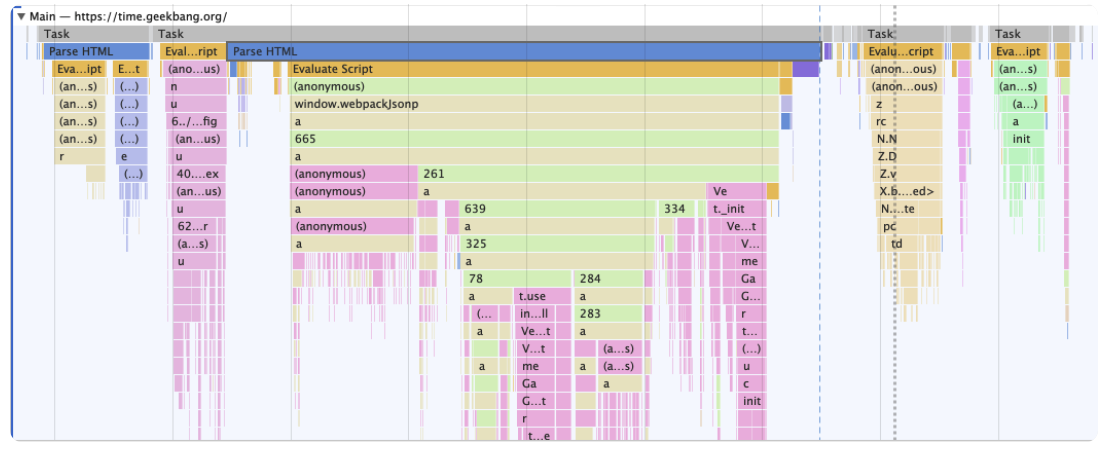 ▼ Main — https://time.geekbang.org/
Task Task Task Task
Parse HTML Eval...ript Parse HTML Evalu...cript Eva...ipt
Eva...ipt E...t (ano...us) Evaluate Script (anon...ous) (an...s)
(an...s) (...) n (anonymous) (anon...ous) (an...s)
(an...s) (...) u window.webpackJsonp z (a...)
(an...s) (...) 6../...fig a rc a
(an...s) (...) (an...us) 665 N.N init
r e u a Z.D
(...) 40....ex (anonymous) 261 Z.v
(an...us) (anonymous) a Ve X.b....ed>
u a 639 334 t._init N....te
62...r (anonymous) a Ve...t pc
(a...s) a 325 V... td
u a me
78 284 Ga
a t.use a G...
(... in...ll 283 r
a Ve...t a t...
V...t (a...s) (...)
a me a (a...s) u
Ga a c
G...t init
r
t...e